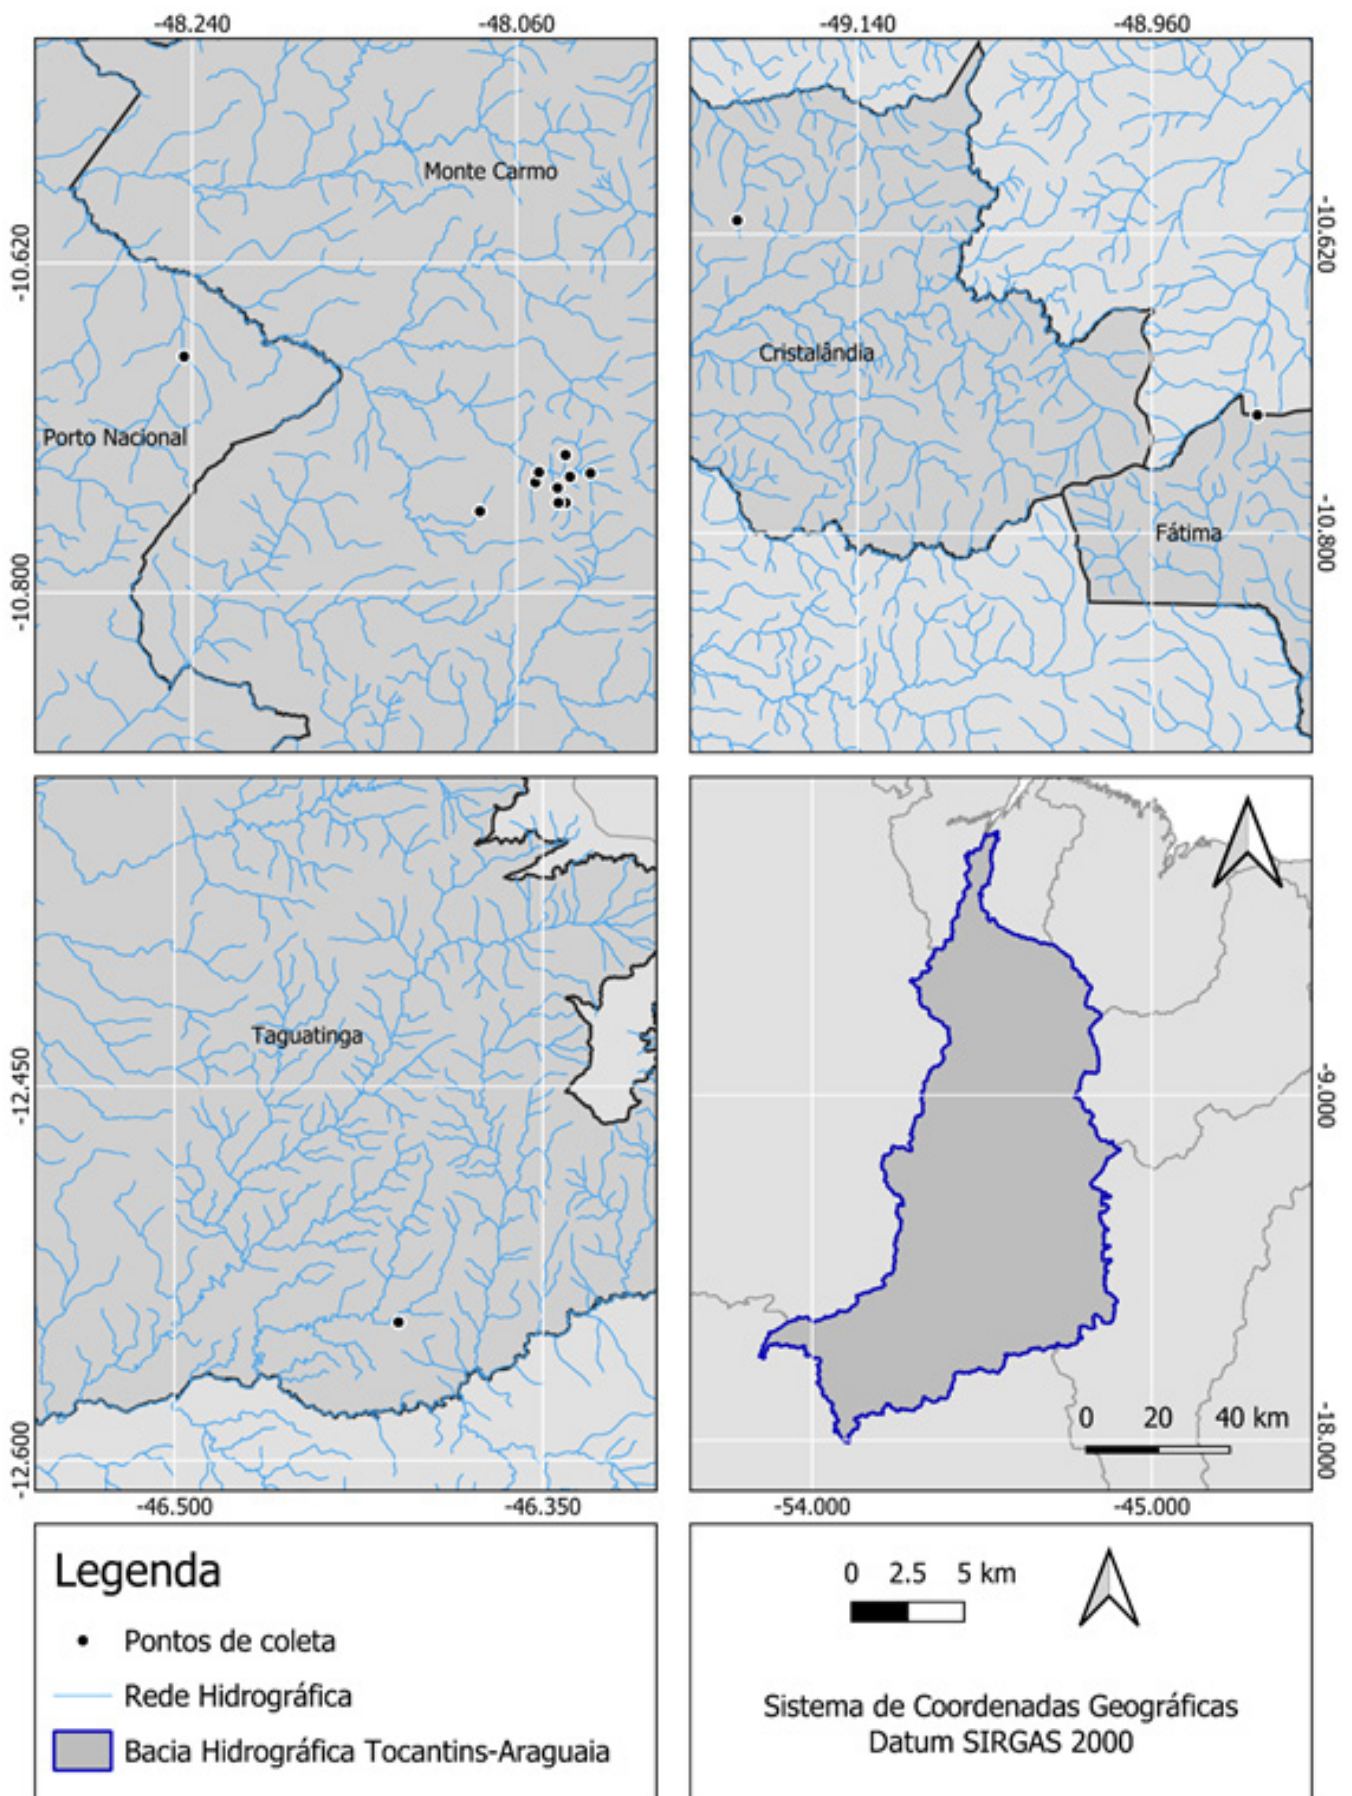 -48.240
-48.060
-49.140
-48.960
Monte Carmo
-10.620
-10.620
Cristalândia
Porto Nacional
Fátima
-10.800
-10.800
Taguatinga
-12.450
-9.000
0 20 40 km
-12.600
-18.000
-46.500
-46.350
-54.000
-45.000
Legenda
Pontos de coleta
Rede Hidrográfica
Bacia Hidrográfica Tocantins-Araguaia
0 2.5 5 km
Sistema de Coordenadas Geográficas
Datum SIRGAS 2000